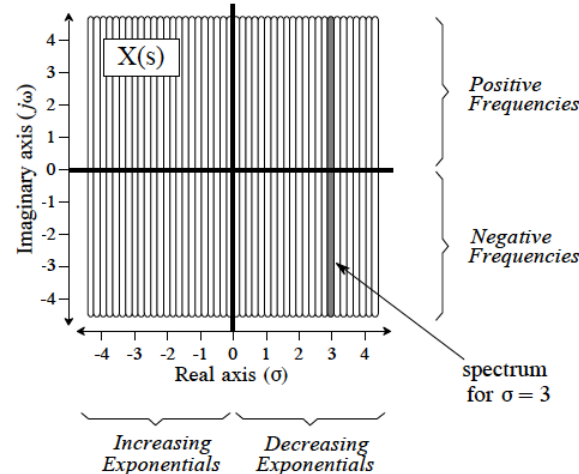 X(s)
Imaginary axis (jω)
4
3
2
1
0
-1
-2
-3
-4
Positive
Frequencies
Negative
Frequencies
-4 -3 -2 -1 0 1 2 3 4
Real axis (σ)
spectrum
for σ = 3
Increasing
Exponentials
Decreasing
Exponentials